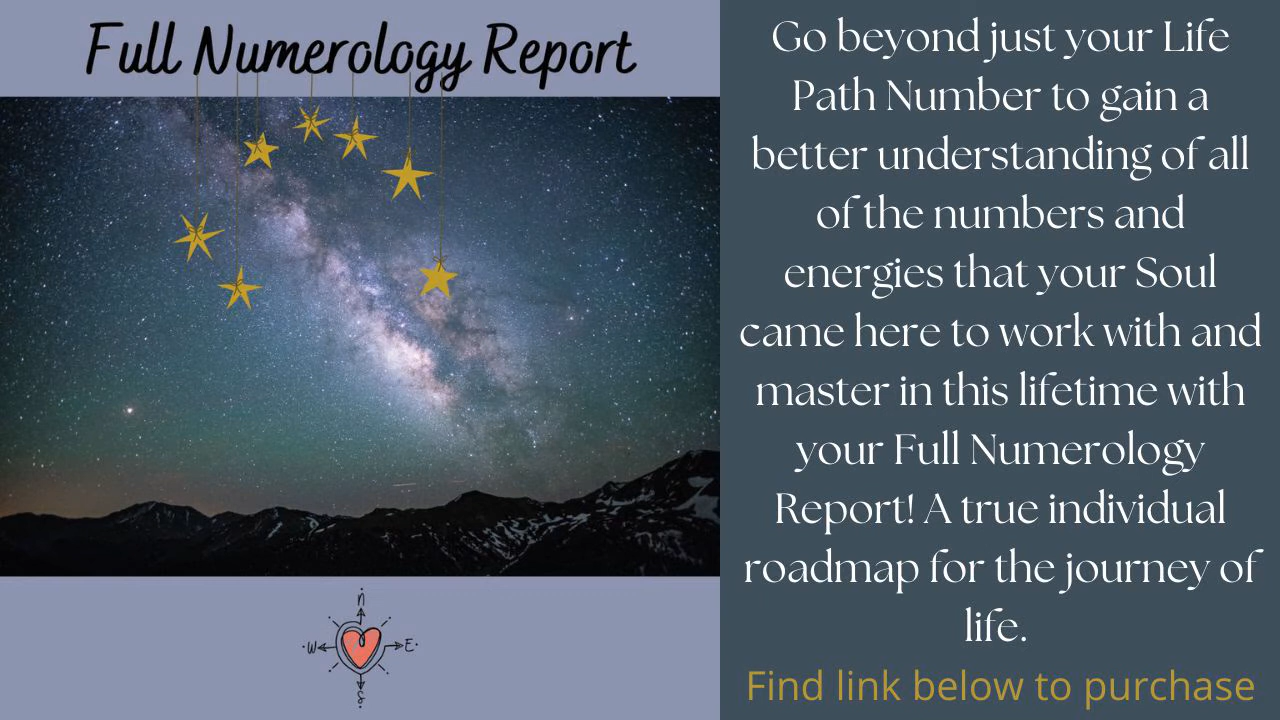 Full Numerology Report
n
W E
S
Go beyond just your Life
Path Number to gain a
better understanding of all
of the numbers and
energies that your Soul
came here to work with and
master in this lifetime with
your Full Numerology
Report! A true individual
roadmap for the journey of
life.
Find link below to purchase